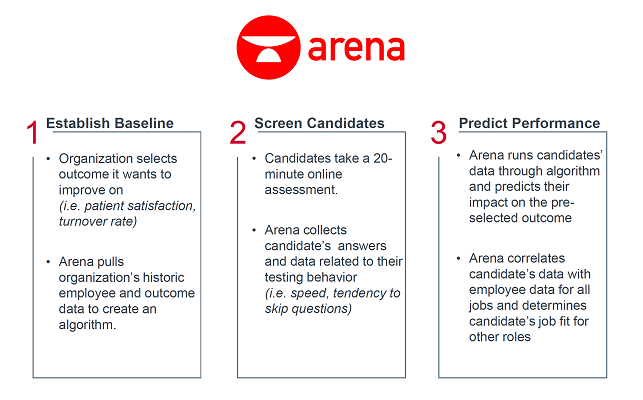 arena
1 Establish Baseline
• Organization selects
outcome it wants to
improve on
(i.e. patient satisfaction,
turnover rate)
• Arena pulls
organization's historic
employee and outcome
data to create an
algorithm.
2 Screen Candidates
• Candidates take a 20-
minute online
assessment.
• Arena collects
candidate's answers
and data related to their
testing behavior
(i.e. speed, tendency to
skip questions)
3 Predict Performance
• Arena runs candidates'
data through algorithm
and predicts their
impact on the pre-
selected outcome
• Arena correlates
candidate's data with
employee data for all
jobs and determines
candidate's job fit for
other roles